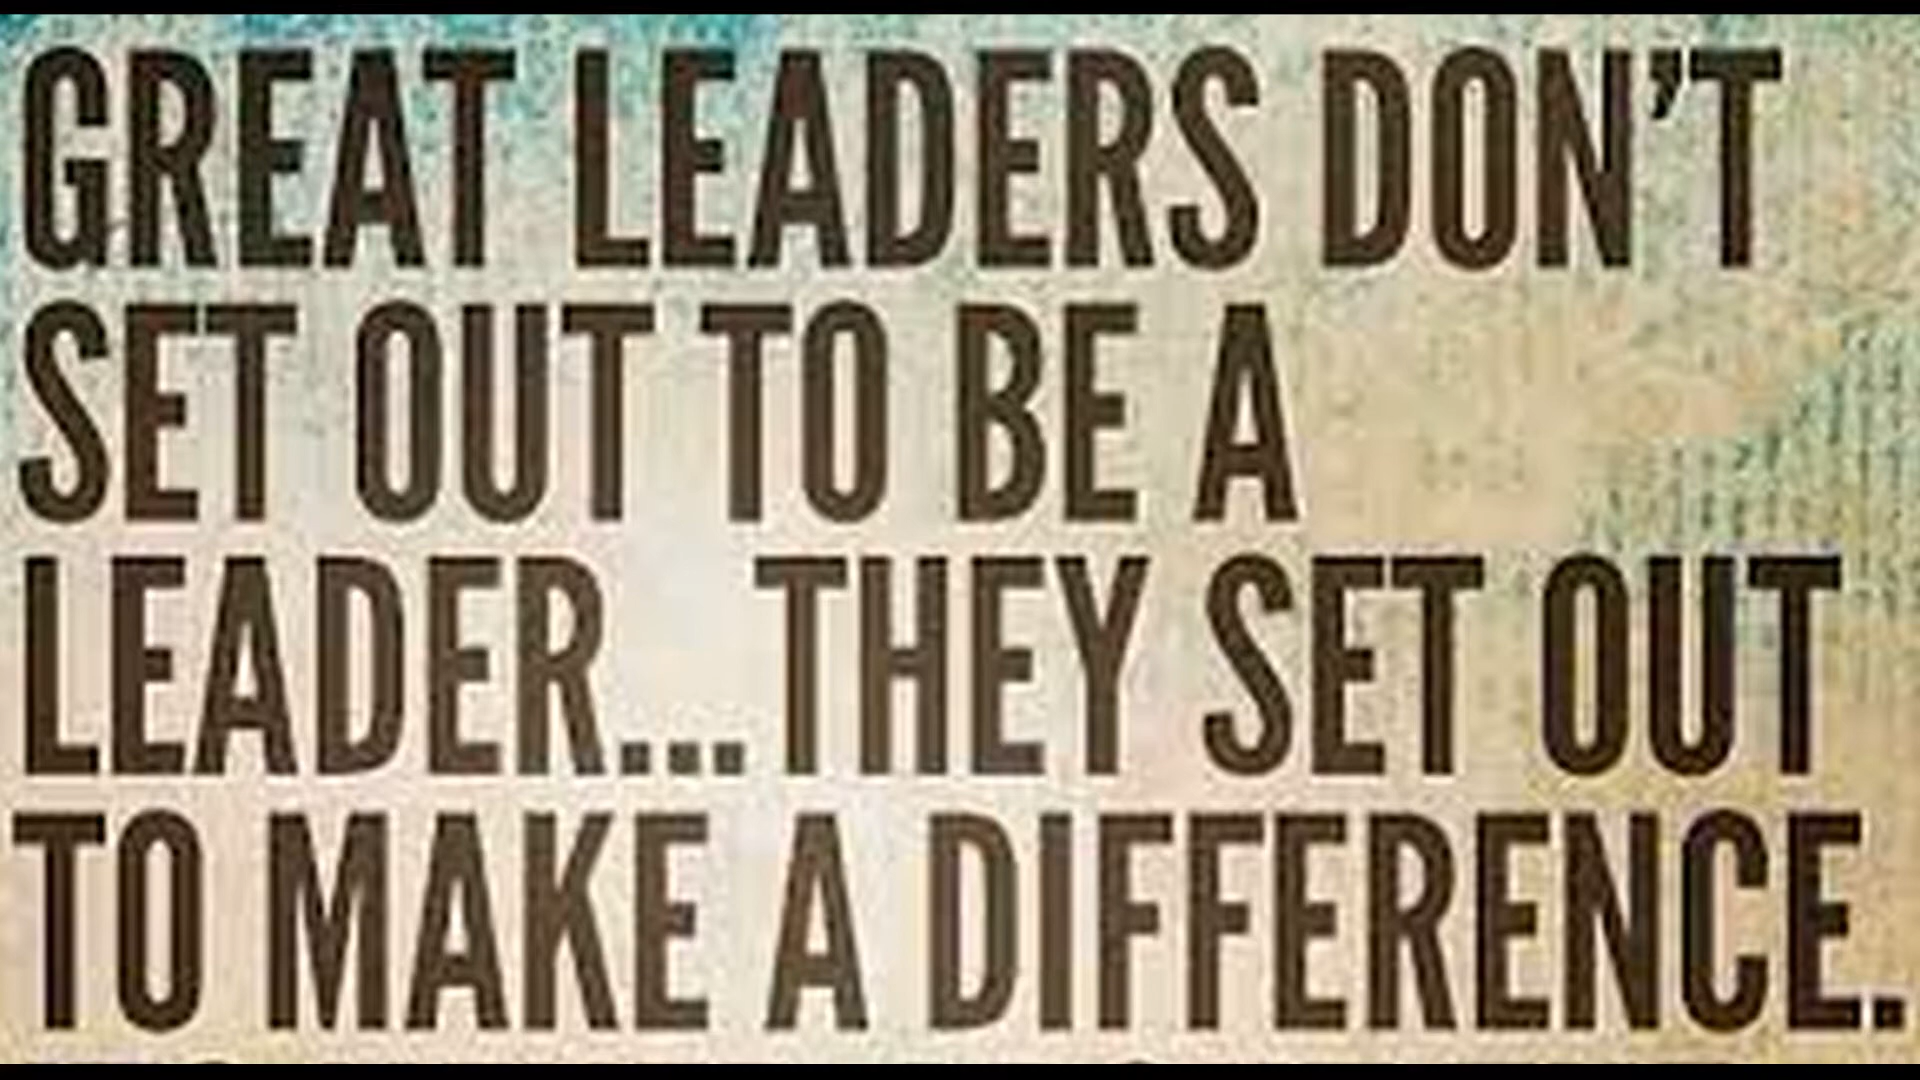 GREAT LEADERS DON'T
SET OUT TO BE A
LEADER...THEY SET OUT
TO MAKE A DIFFERENCE.